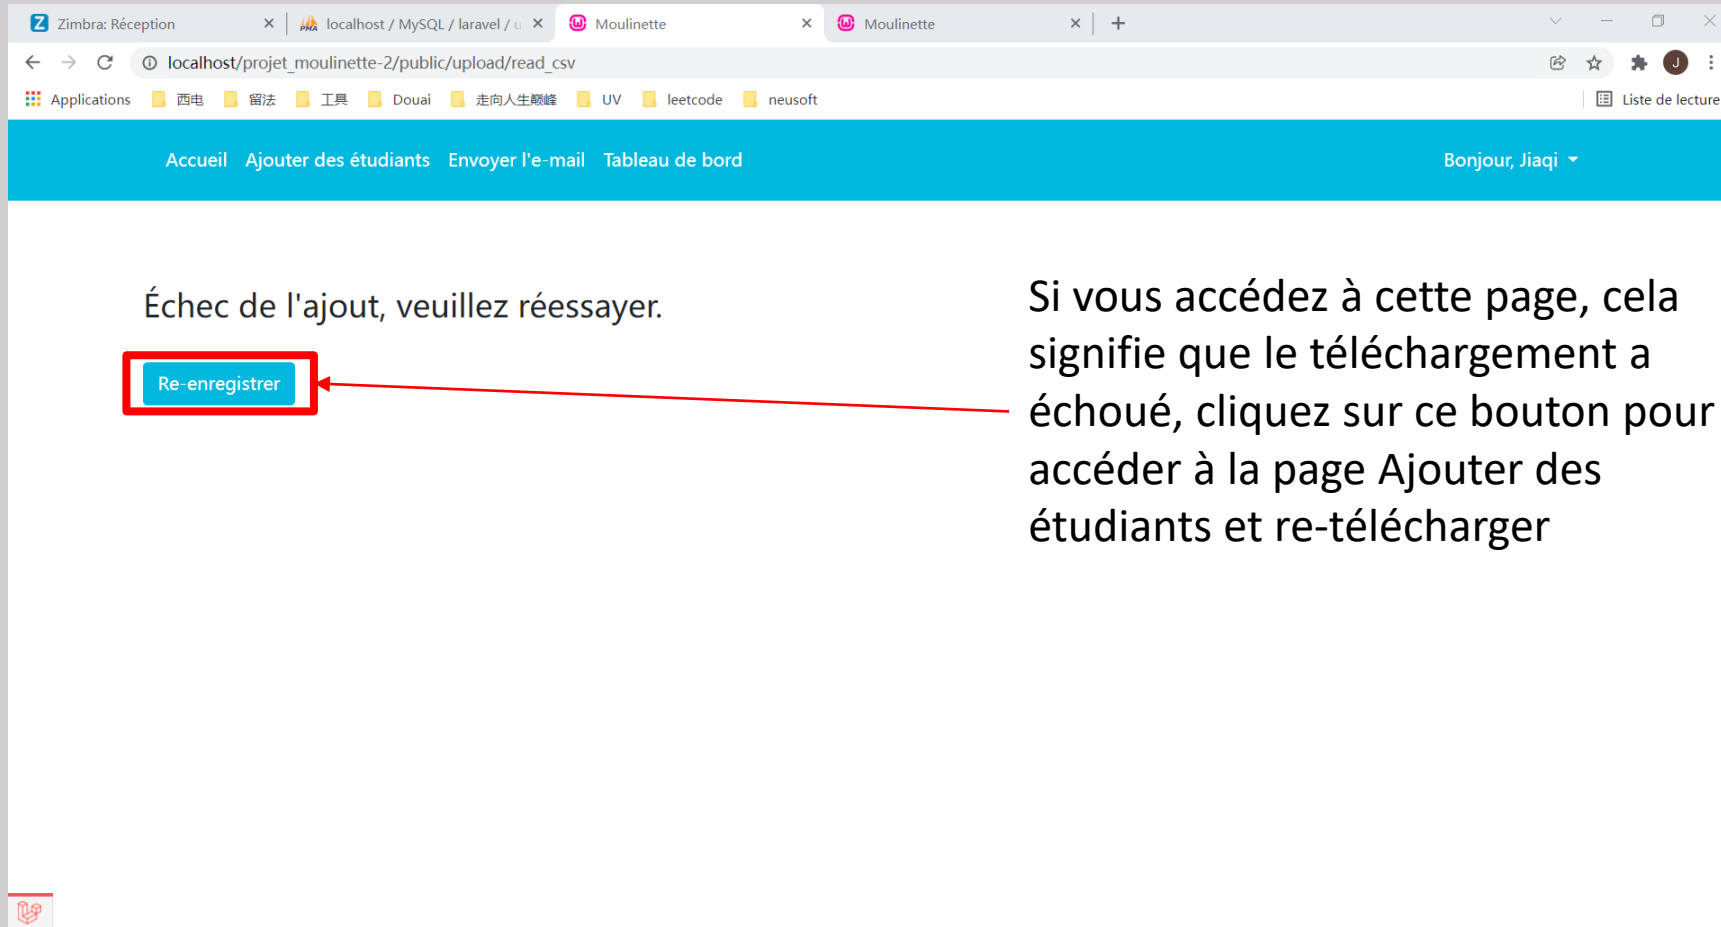 Zimbra: Réception
localhost / MySQL / laravel / u
Moulinette
Moulinette
localhost/projet_moulinette-2/public/upload/read_csv
J
Applications 西电 留法 工具 Douai 走向人生巅峰 UV leetcode neusoft Liste de lecture
Accueil Ajouter des étudiants Envoyer l'e-mail Tableau de bord Bonjour, Jiaqi
Échec de l'ajout, veuillez réessayer.
Re-enregistrer
Si vous accédez à cette page, cela
signifie que le téléchargement a
échoué, cliquez sur ce bouton pour
accéder à la page Ajouter des
étudiants et re-télécharger